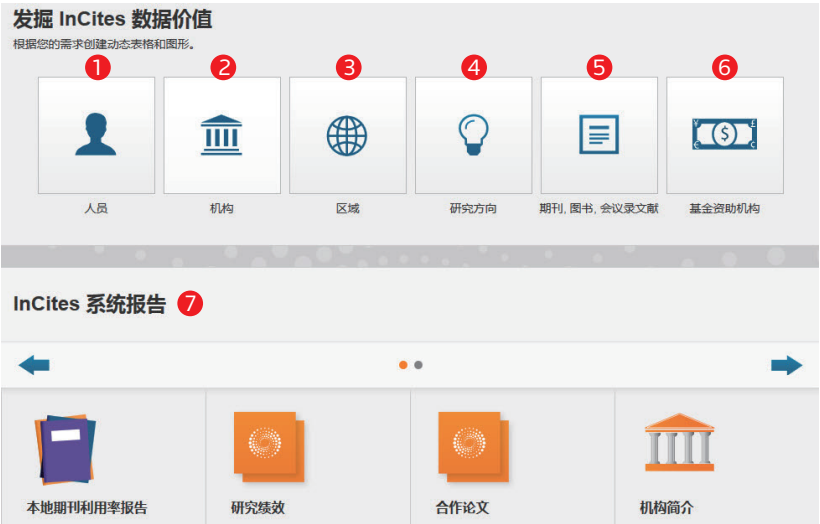 发掘 InCites 数据价值
根据您的需求创建动态表格和图形。
1 2 3 4 5 6
人员 机构 区域 研究方向 期刊, 图书, 会议录文献 基金资助机构
InCites 系统报告 7
本地期刊利用率报告 研究绩效 合作论文 机构简介